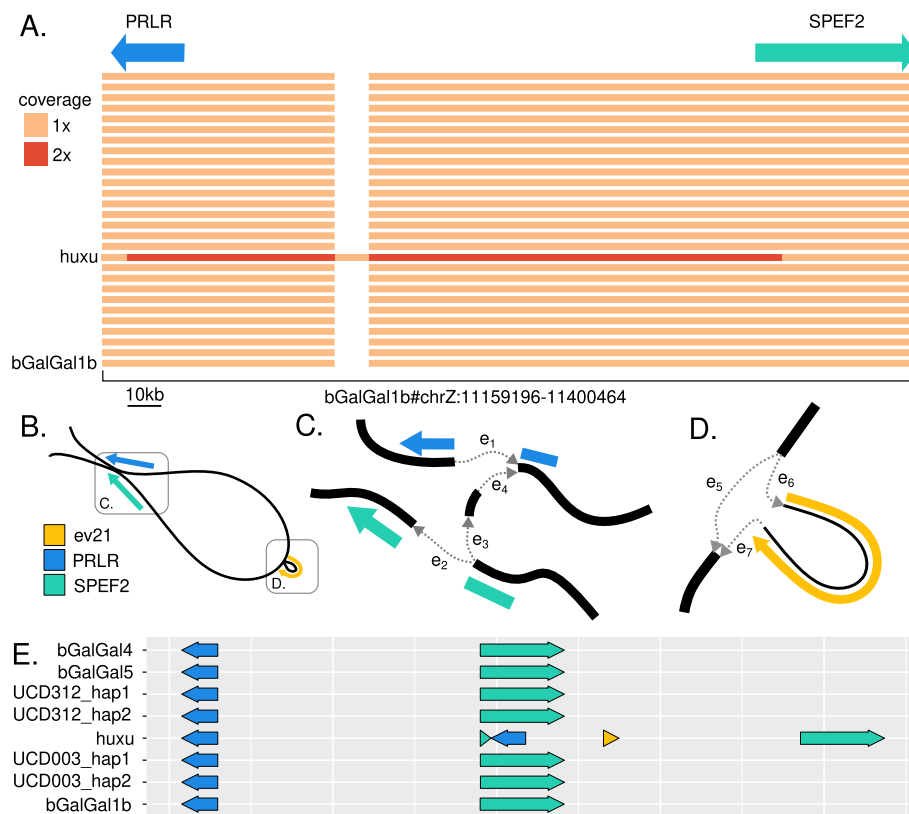 A.
PRLR
SPEF2
coverage
1x
2x
huxu
bGalGal1b
10kb
bGalGal1b#chrZ:11159196-11400464
B.
C.
ev21
PRLR
SPEF2
D.
C.
e1
e4
e3
e2
D.
e5
e6
e7
E.
bGalGal4
bGalGal5
UCD312_hap1
UCD312_hap2
huxu
UCD003_hap1
UCD003_hap2
bGalGal1b